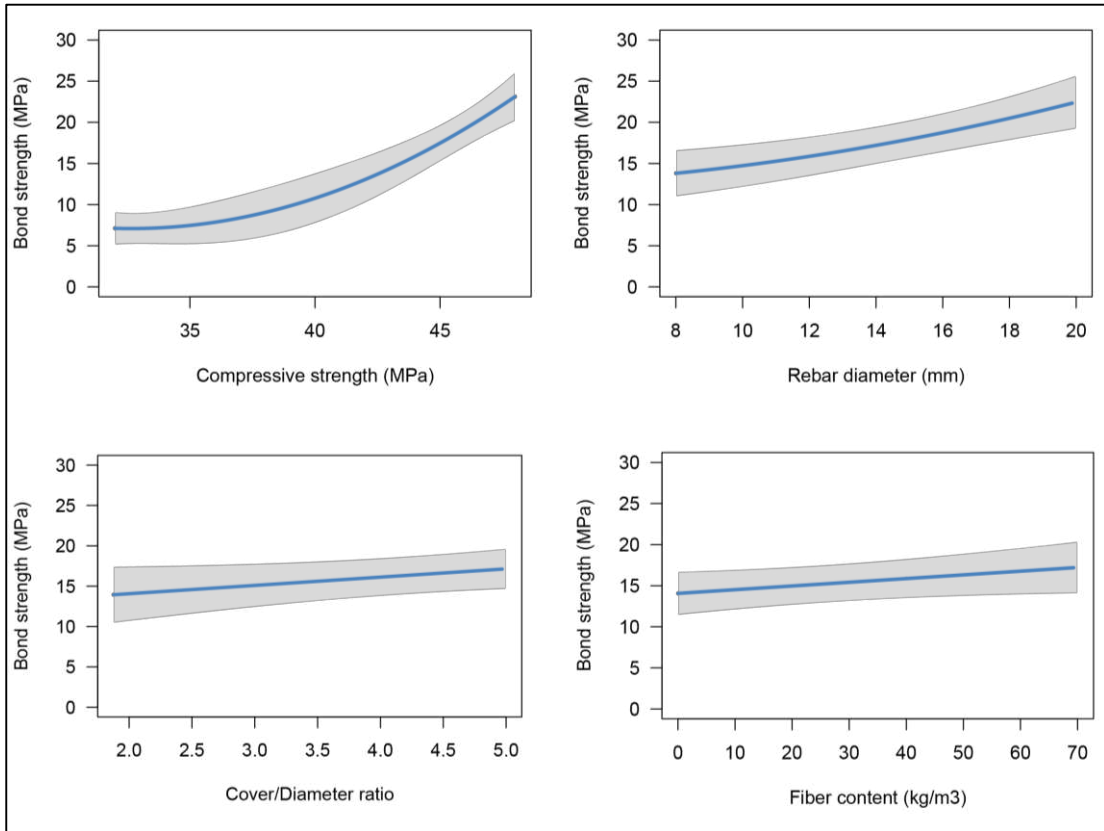 30
25
20
15
10
5
0
Bond strength (MPa)
35 40 45
Compressive strength (MPa)
30
25
20
15
10
5
0
Bond strength (MPa)
8 10 12 14 16 18 20
Rebar diameter (mm)
30
25
20
15
10
5
0
Bond strength (MPa)
2.0 2.5 3.0 3.5 4.0 4.5 5.0
Cover/Diameter ratio
30
25
20
15
10
5
0
Bond strength (MPa)
0 10 20 30 40 50 60 70
Fiber content (kg/m3)